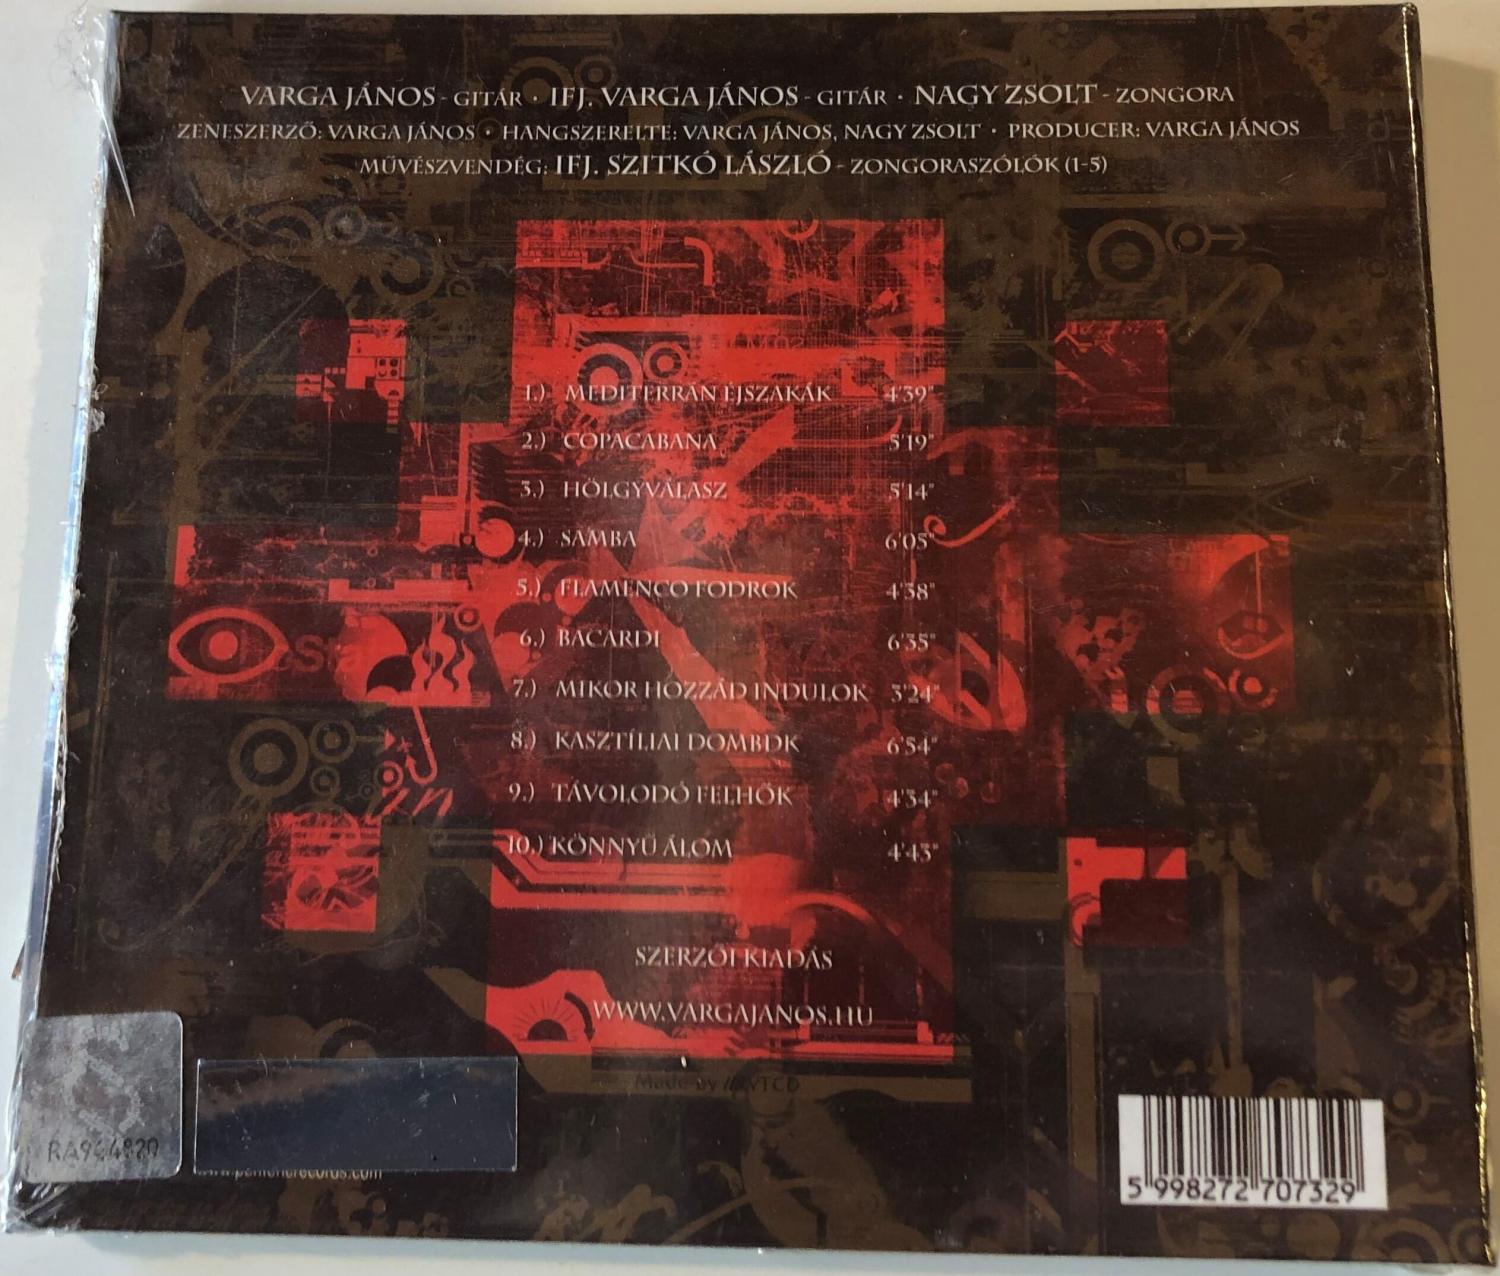 VARGA JÁNOS - GITÁR · IFJ. VARGA JÁNOS - GITÁR · NAGY ZSOLT - ZONGORA
ZENESZERZŐ: VARGA JÁNOS · HANGSZERELTE: VARGA JÁNOS, NAGY ZSOLT · PRODUCER: VARGA JÁNOS
MŰVÉSZVENDÉG: IFJ. SZITKÓ LÁSZLÓ - ZONGORASZÓLÓK (1-5)
1.) MEDITERRÁN ÉJSZAKÁK 4'39"
2.) COPACABANA 5'19"
3.) HÖLGYVÁLASZ 5'14"
4.) SAMBA 6'05"
5.) FLAMENCO FODROK 4'38"
6.) BACARDI 6'35"
7.) MIKOR HOZZÁD INDULOK 3'24"
8.) KASZTÍLIAI DOMBOK 6'54"
9.) TÁVOLODÓ FELHŐK 4'34"
10.) KÖNNYŰ ÁLOM 4'43"
SZERZŐI KIADÁS
WWW.VARGAJANOS.HU
Made by
5 998272 707329